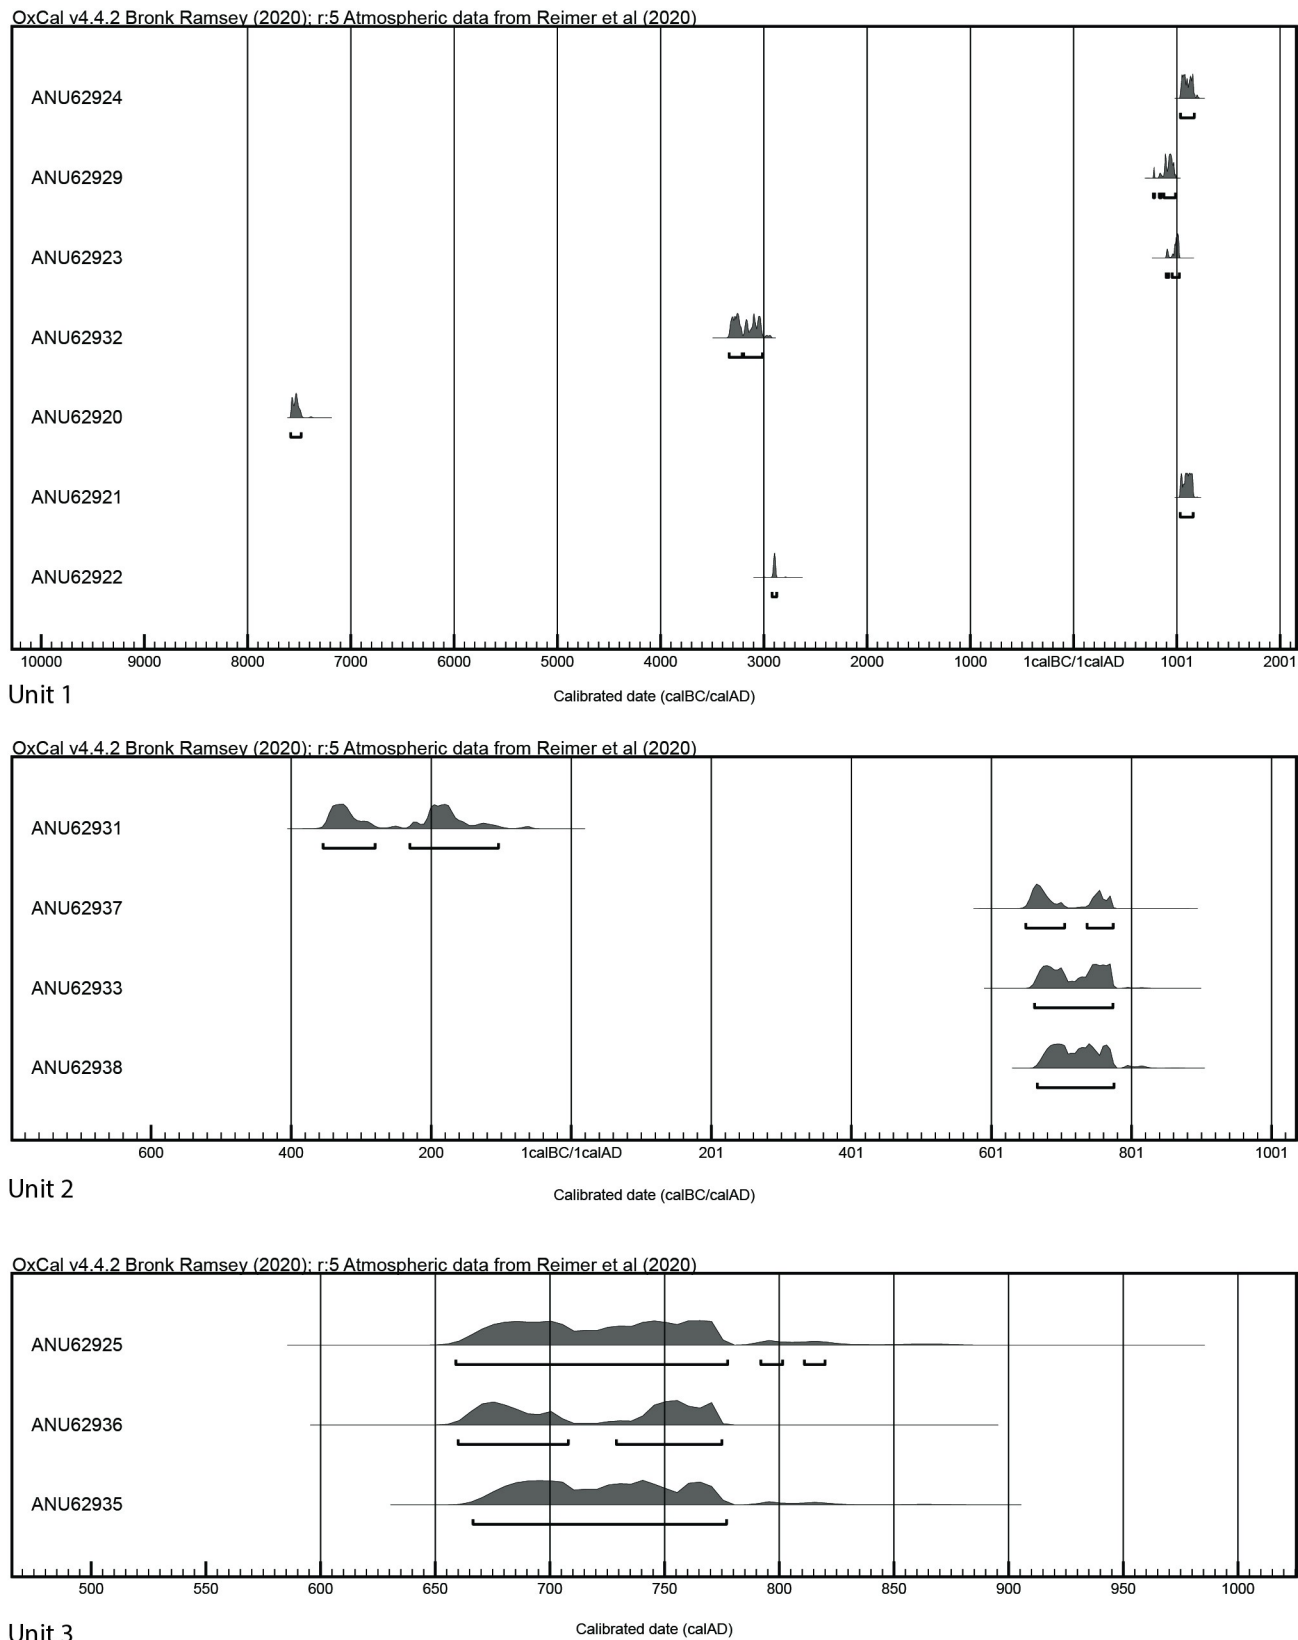 OxCal v4.4.2 Bronk Ramsey (2020); r:5 Atmospheric data from Reimer et al (2020)
ANU62924
ANU62929
ANU62923
ANU62932
ANU62920
ANU62921
ANU62922
10000 9000 8000 7000 6000 5000 4000 3000 2000 1000 1calBC/1calAD 1001 2001
Unit 1
Calibrated date (calBC/calAD)
OxCal v4.4.2 Bronk Ramsey (2020); r:5 Atmospheric data from Reimer et al (2020)
ANU62931
ANU62937
ANU62933
ANU62938
600 400 200 1calBC/1calAD 201 401 601 801 1001
Unit 2
Calibrated date (calBC/calAD)
OxCal v4.4.2 Bronk Ramsey (2020); r:5 Atmospheric data from Reimer et al (2020)
ANU62925
ANU62936
ANU62935
500 550 600 650 700 750 800 850 900 950 1000
Calibrated date (calAD)
Unit 3